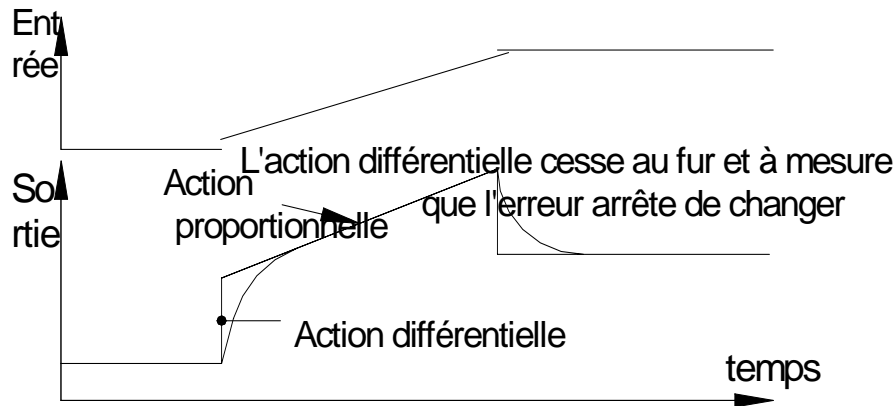 Ent
rée
L'action différentielle cesse au fur et à mesure
que l'erreur arrête de changer
Action
proportionnelle
So
rtie
Action différentielle
temps